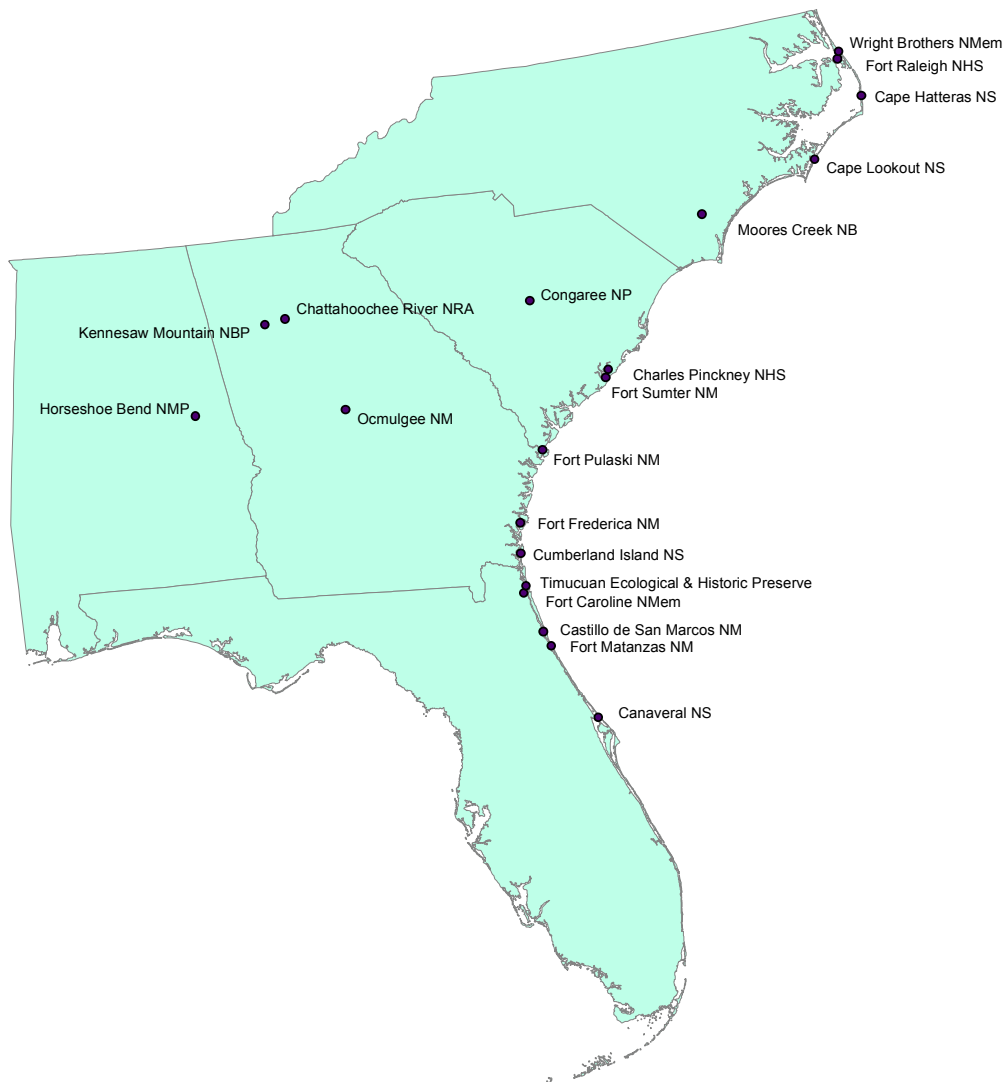 Wright Brothers NMem
Fort Raleigh NHS
Cape Hatteras NS
Cape Lookout NS
Moores Creek NB
Congaree NP
Chattahoochee River NRA
Kennesaw Mountain NBP
Charles Pinckney NHS
Fort Sumter NM
Horseshoe Bend NMP
Ocmulgee NM
Fort Pulaski NM
Fort Frederica NM
Cumberland Island NS
Timucuan Ecological & Historic Preserve
Fort Caroline NMem
Castillo de San Marcos NM
Fort Matanzas NM
Canaveral NS